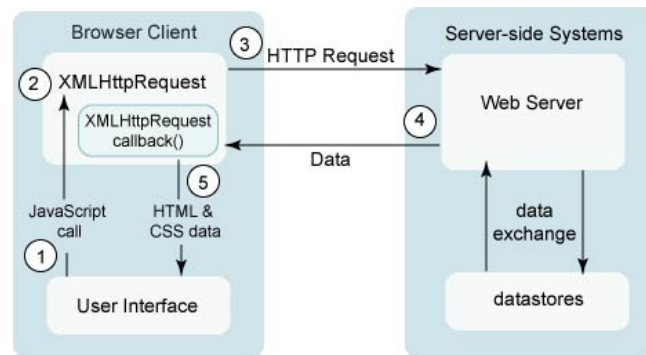 Browser Client
Server-side Systems
3
HTTP Request
2
XMLHttpRequest
Web Server
XMLHttpRequest
callback()
4
Data
5
JavaScript
call
HTML &
CSS data
data
exchange
1
User Interface
datastores